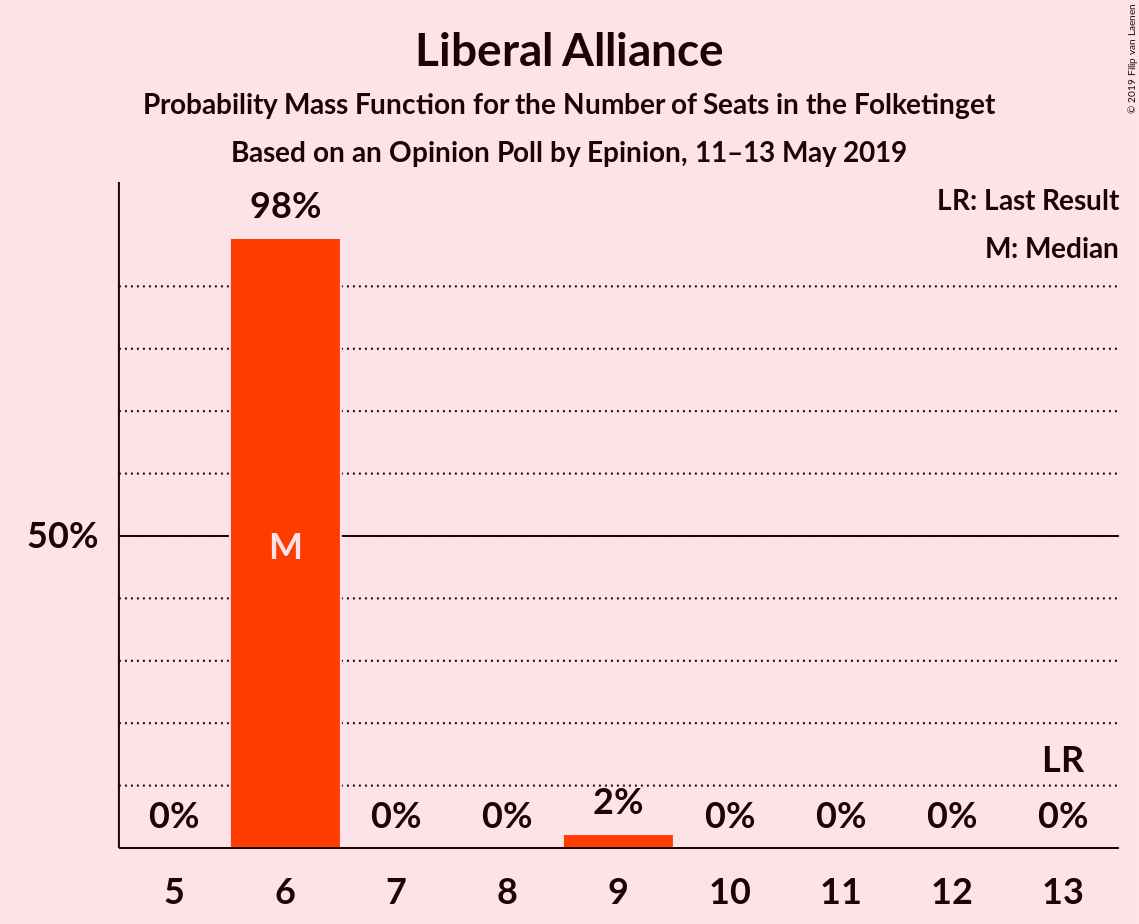 Liberal Alliance
Probability Mass Function for the Number of Seats in the Folketinget
Based on an Opinion Poll by Epinion, 11–13 May 2019
© 2019 Filip van Laenen
LR: Last Result
M: Median
98%
50%
M
LR
0%
0%
0%
2%
0%
0%
0%
0%
5 6 7 8 9 10 11 12 13